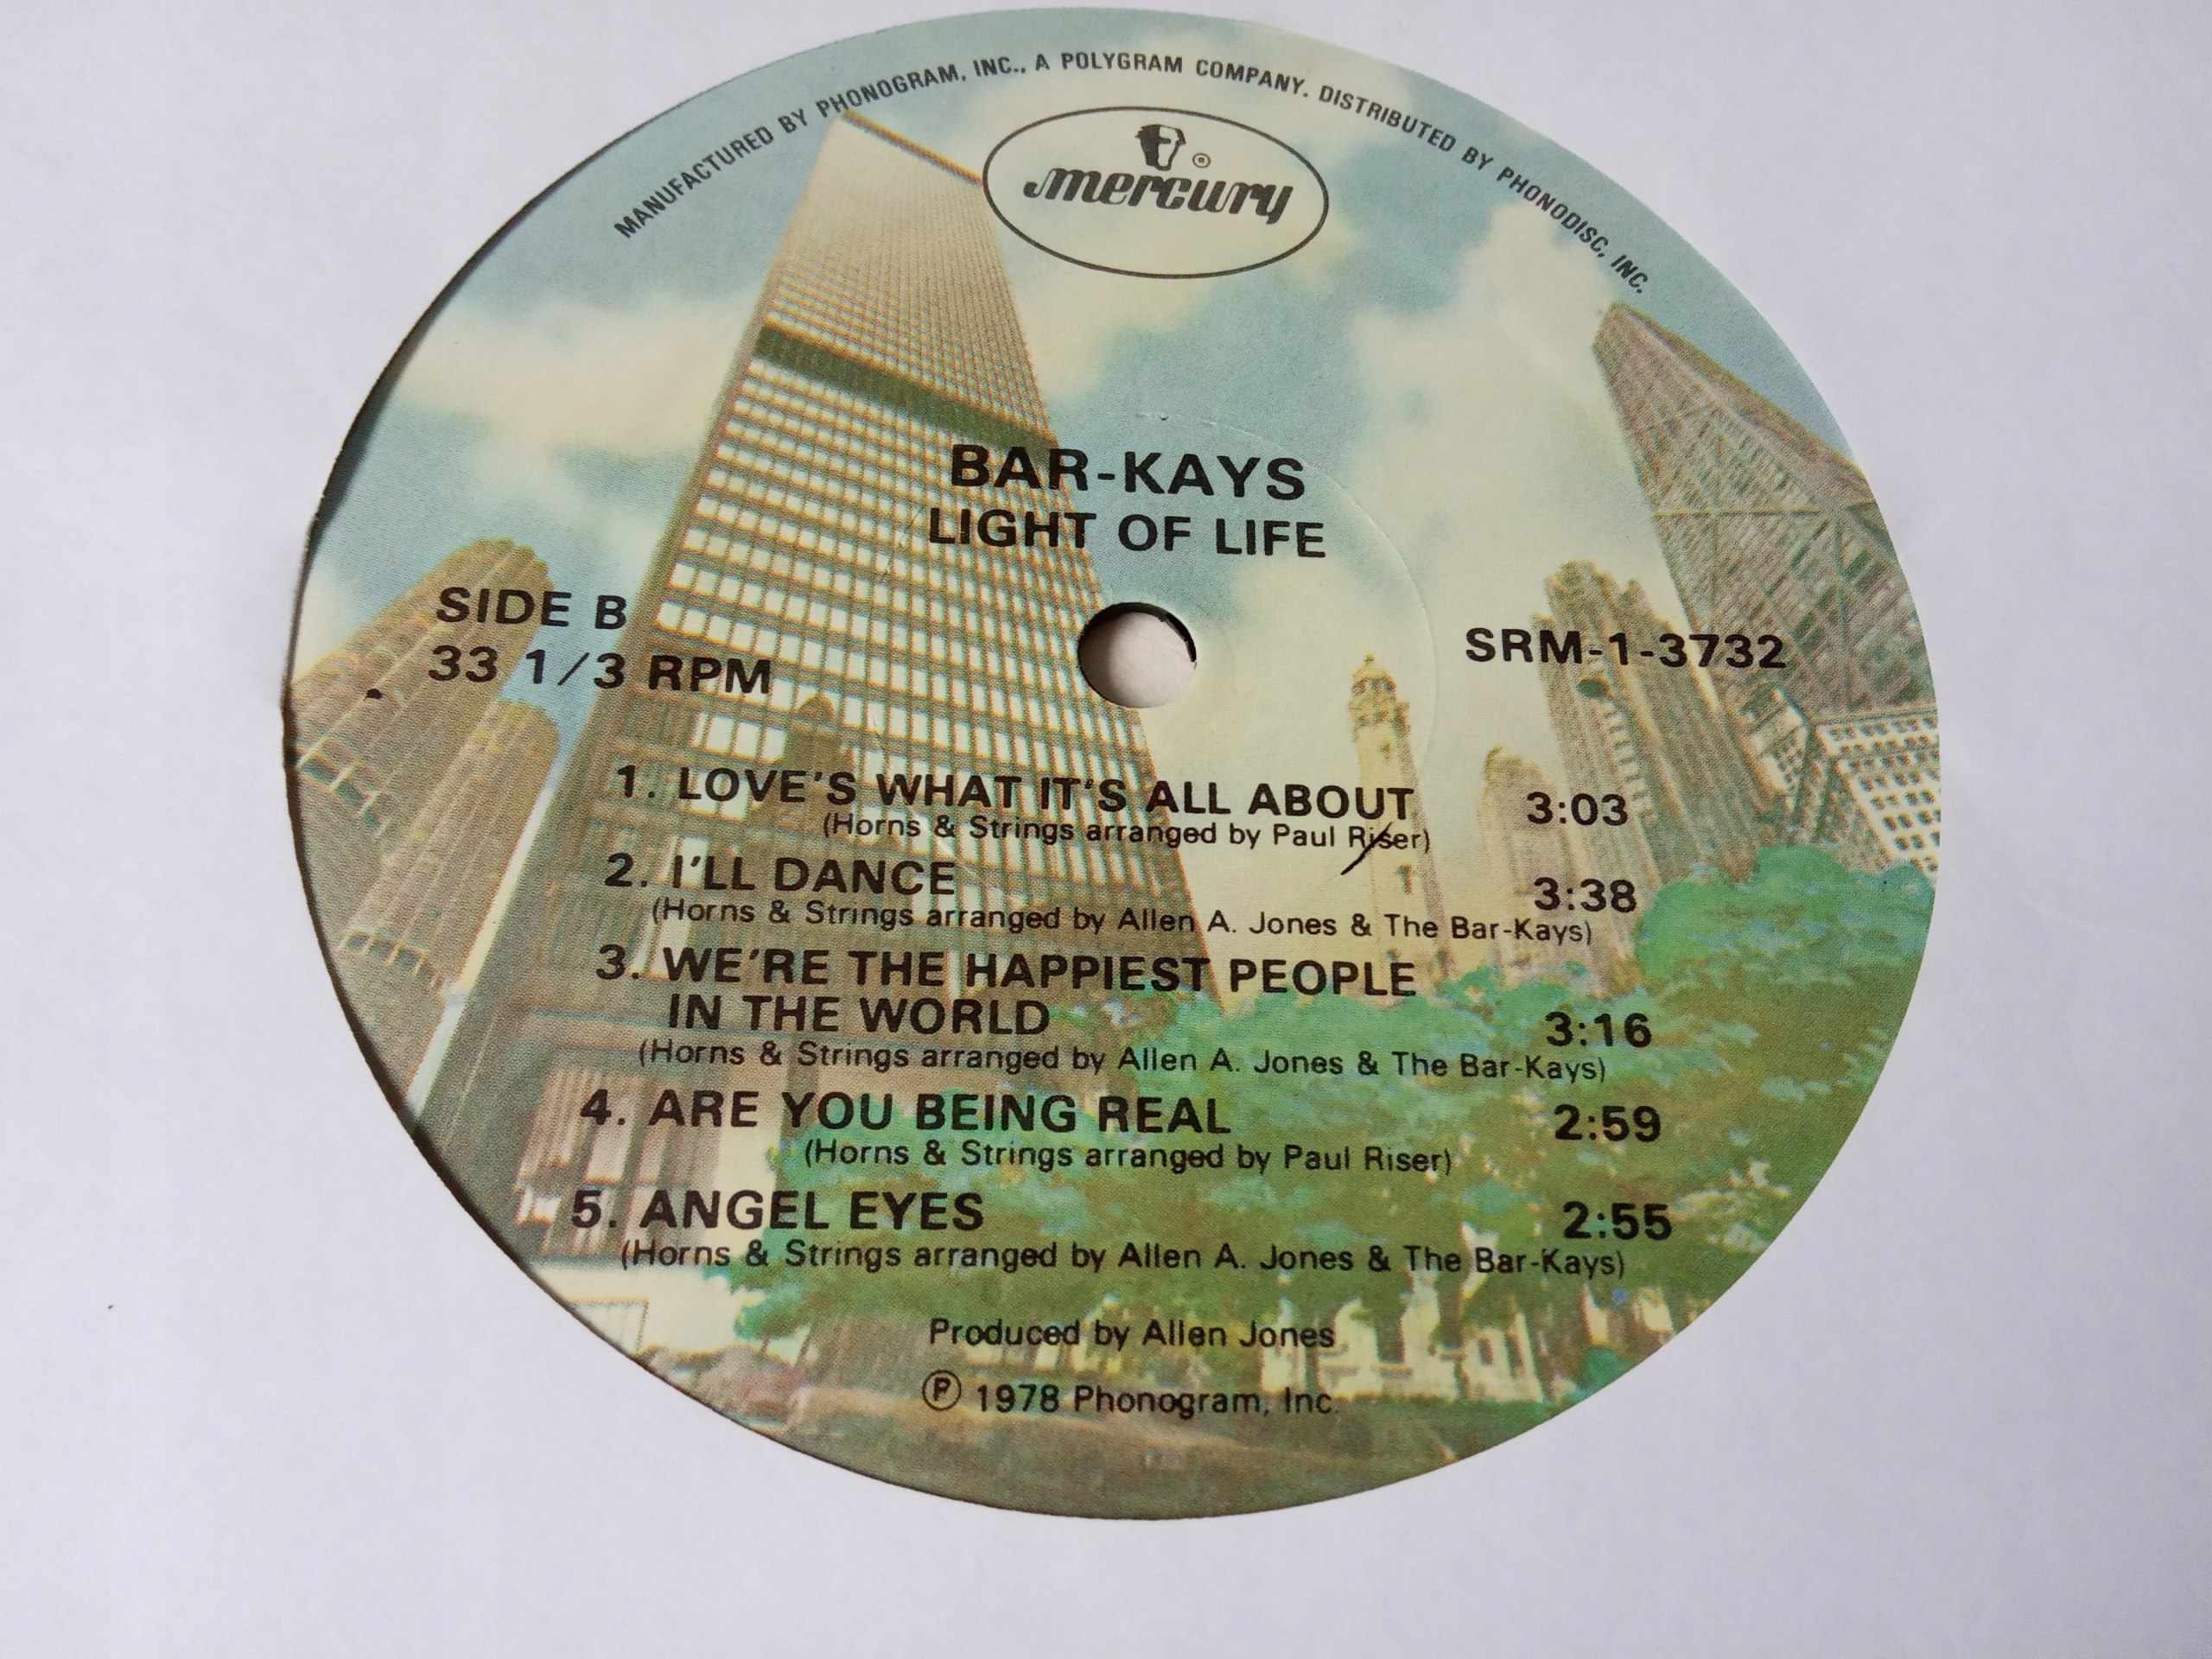 MANUFACTURED BY PHONOGRAM, INC., A POLYGRAM COMPANY. DISTRIBUTED BY PHONODISC, INC.
mercury ®
BAR-KAYS
LIGHT OF LIFE
SIDE B
33 1/3 RPM
SRM-1-3732
1. LOVE'S WHAT IT'S ALL ABOUT 3:03
(Horns & Strings arranged by Paul Riser)
2. I'LL DANCE 3:38
(Horns & Strings arranged by Allen A. Jones & The Bar-Kays)
3. WE'RE THE HAPPIEST PEOPLE
IN THE WORLD 3:16
(Horns & Strings arranged by Allen A. Jones & The Bar-Kays)
4. ARE YOU BEING REAL 2:59
(Horns & Strings arranged by Paul Riser)
5. ANGEL EYES 2:55
(Horns & Strings arranged by Allen A. Jones & The Bar-Kays)
Produced by Allen Jones
℗ 1978 Phonogram, Inc.